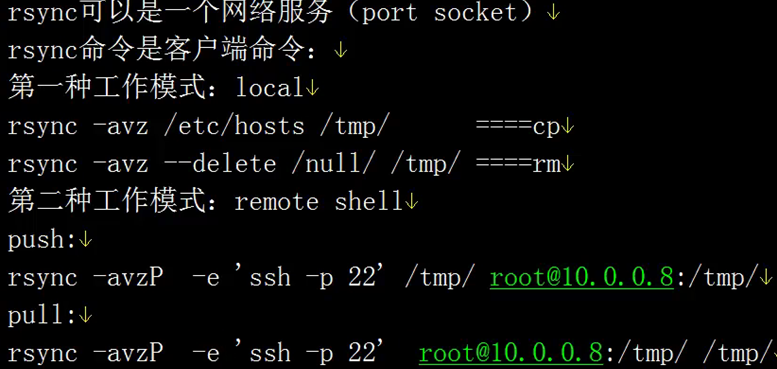 rsync可以是一个网络服务（port socket）↓
rsync命令是客户端命令：↓
第一种工作模式：local↓
rsync -avz /etc/hosts /tmp/      ====cp↓
rsync -avz --delete /null/ /tmp/ ====rm↓
第二种工作模式：remote shell↓
push:↓
rsync -avzP  -e 'ssh -p 22' /tmp/ root@10.0.0.8:/tmp/↓
pull:↓
rsync -avzP  -e 'ssh -p 22'  root@10.0.0.8:/tmp/ /tmp/↓